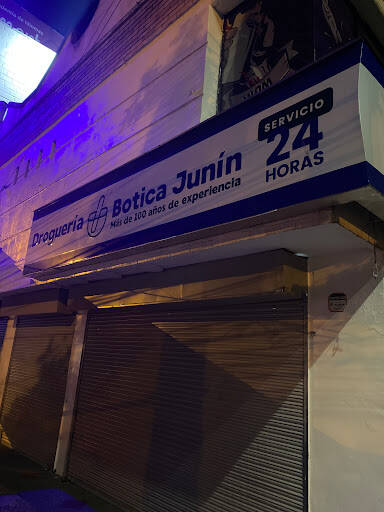 Droguería Botica Junín
Más de 100 años de experiencia
SERVICIO
24
HORAS